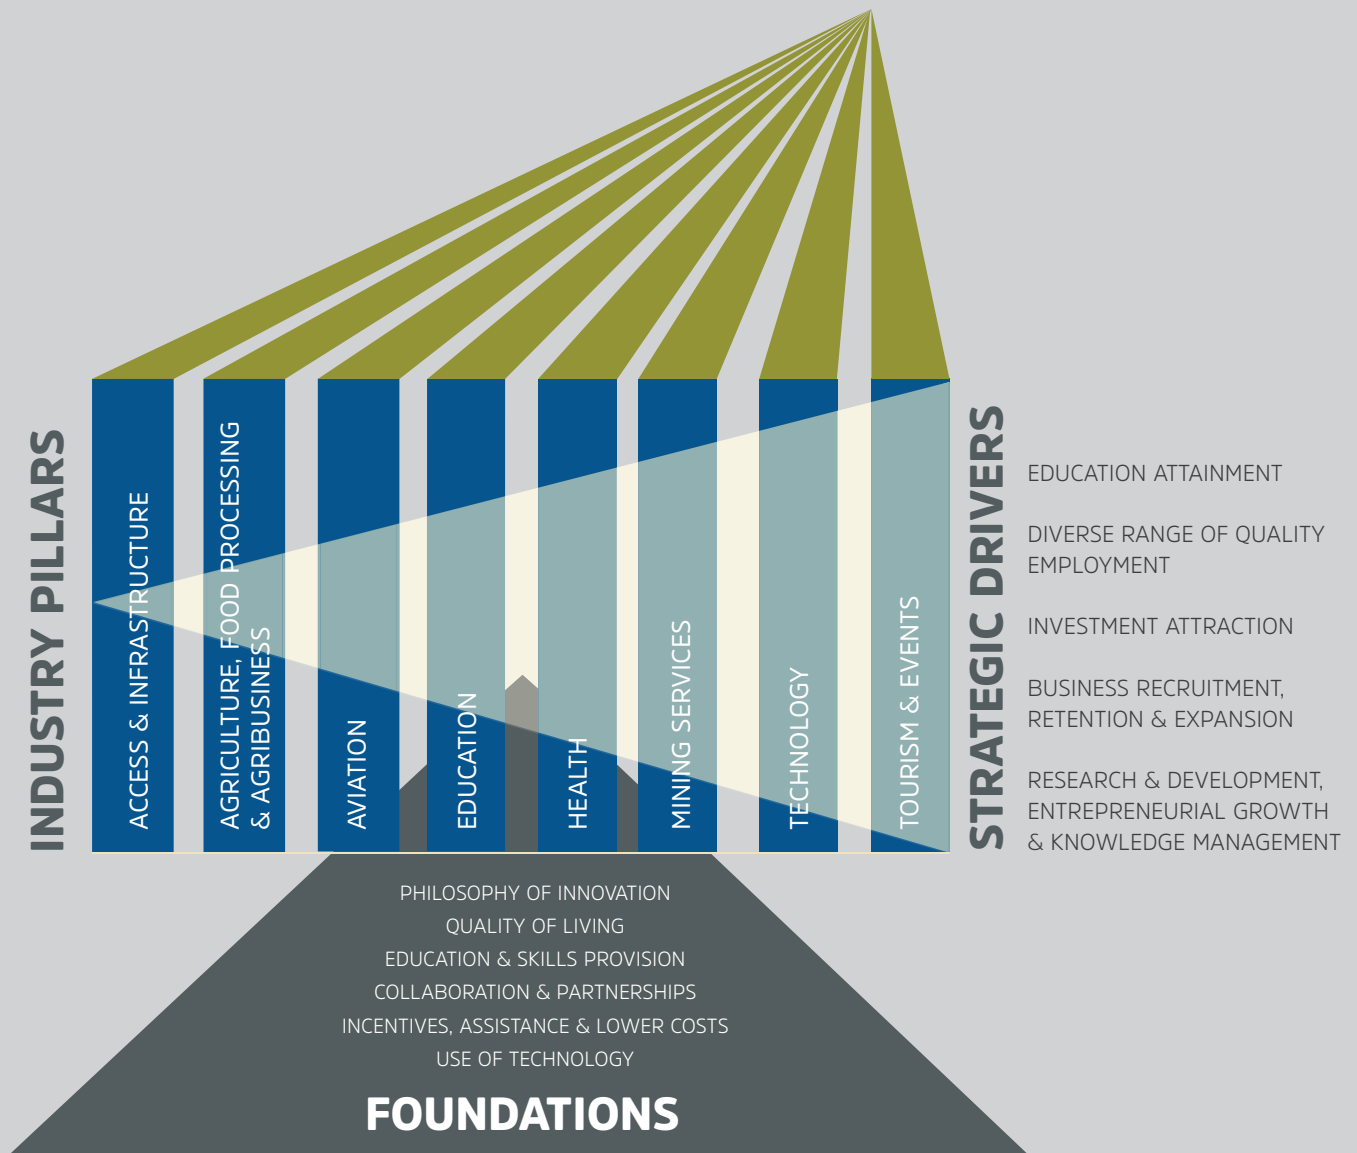 INDUSTRY PILLARS
ACCESS & INFRASTRUCTURE
AGRICULTURE, FOOD PROCESSING
& AGRIBUSINESS
AVIATION
EDUCATION
HEALTH
MINING SERVICES
TECHNOLOGY
TOURISM & EVENTS
STRATEGIC DRIVERS
EDUCATION ATTAINMENT
DIVERSE RANGE OF QUALITY
EMPLOYMENT
INVESTMENT ATTRACTION
BUSINESS RECRUITMENT,
RETENTION & EXPANSION
RESEARCH & DEVELOPMENT,
ENTREPRENEURIAL GROWTH
& KNOWLEDGE MANAGEMENT
PHILOSOPHY OF INNOVATION
QUALITY OF LIVING
EDUCATION & SKILLS PROVISION
COLLABORATION & PARTNERSHIPS
INCENTIVES, ASSISTANCE & LOWER COSTS
USE OF TECHNOLOGY
FOUNDATIONS